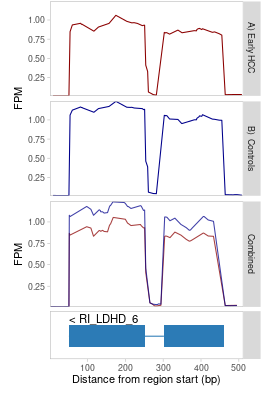 1.00
0.75
0.50
0.25
FPM
A) Early HCC
1.00
0.75
0.50
0.25
B): Controls
1.00
0.75
0.50
0.25
FPM
Combined
< RI_LDHD_6
100
200
300
400
500
Distance from region start (bp)